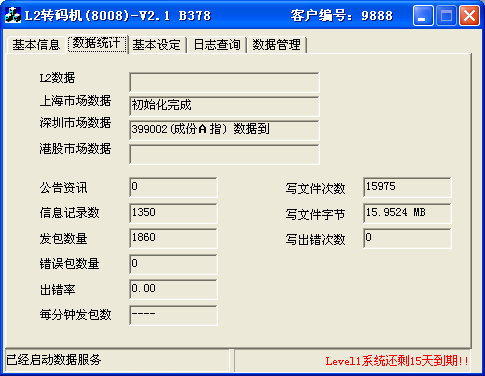 L2转码机(8008)-V2.1 B378 客户编号：9888
基本信息 数据统计 基本设定 日志查询 数据管理
L2数据
上海市场数据 初始化完成
深圳市场数据 399002(成份Ａ指) 数据到
港股市场数据
公告资讯 0 写文件次数 15975
信息记录数 1350 写文件字节 15.9524 MB
发包数量 1860 写出错次数 0
错误包数量 0
出错率 0.00
每分钟发包数 ----
已经启动数据服务 Level1系统还剩15天到期!!